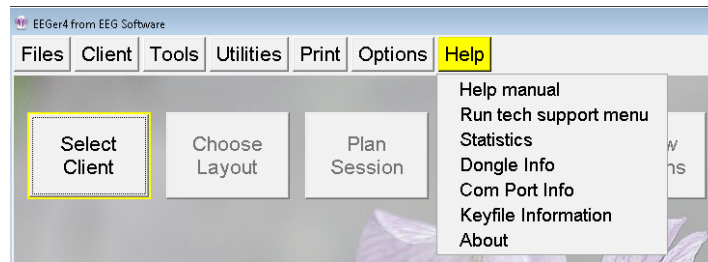 EEGer4 from EEG Software
Files Client Tools Utilities Print Options Help
Help manual
Run tech support menu
Statistics
Dongle Info
Com Port Info
Keyfile Information
About
Select
Client
Choose
Layout
Plan
Session